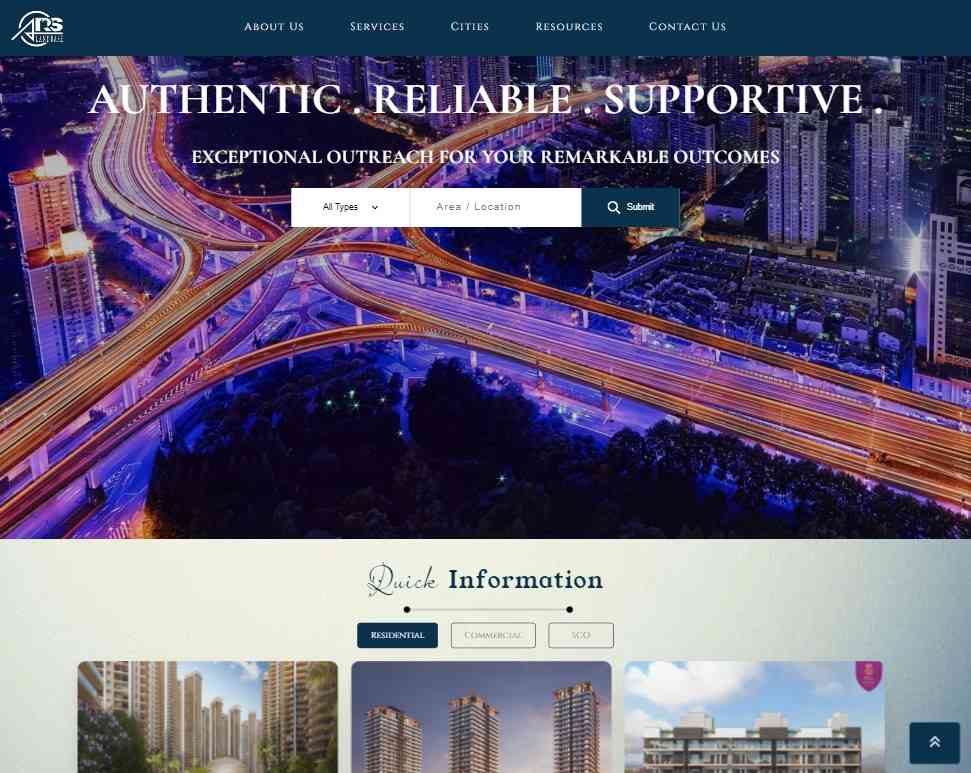 ARS
About Us Services Cities Resources Contact Us
AUTHENTIC . RELIABLE . SUPPORTIVE .
EXCEPTIONAL OUTREACH FOR YOUR REMARKABLE OUTCOMES
All Types Area / Location Submit
Quick Information
Residential Commercial SCO